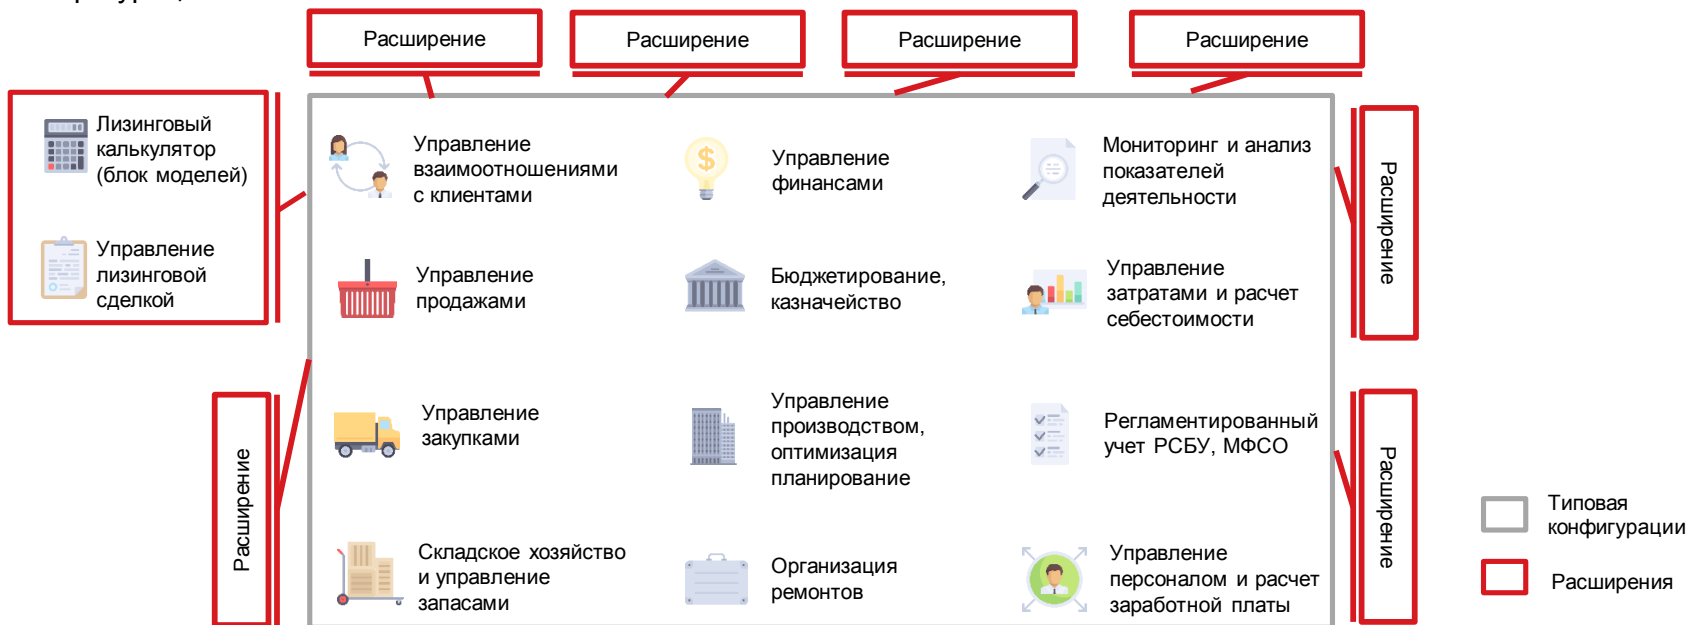 Расширение
Расширение
Расширение
Расширение
Лизинговый
калькулятор
(блок моделей)
Управление
лизинговой
сделкой
Управление
взаимоотношениями
с клиентами
Управление
финансами
Мониторинг и анализ
показателей
деятельности
Расширение
Управление
продажами
Бюджетирование,
казначейство
Управление
затратами и расчет
себестоимости
Расширение
Управление
закупками
Управление
производством,
оптимизация
планирование
Регламентированный
учет РСБУ, МФСО
Расширение
Складское хозяйство
и управление
запасами
Организация
ремонтов
Управление
персоналом и расчет
заработной платы
Типовая
конфигурации
Расширения